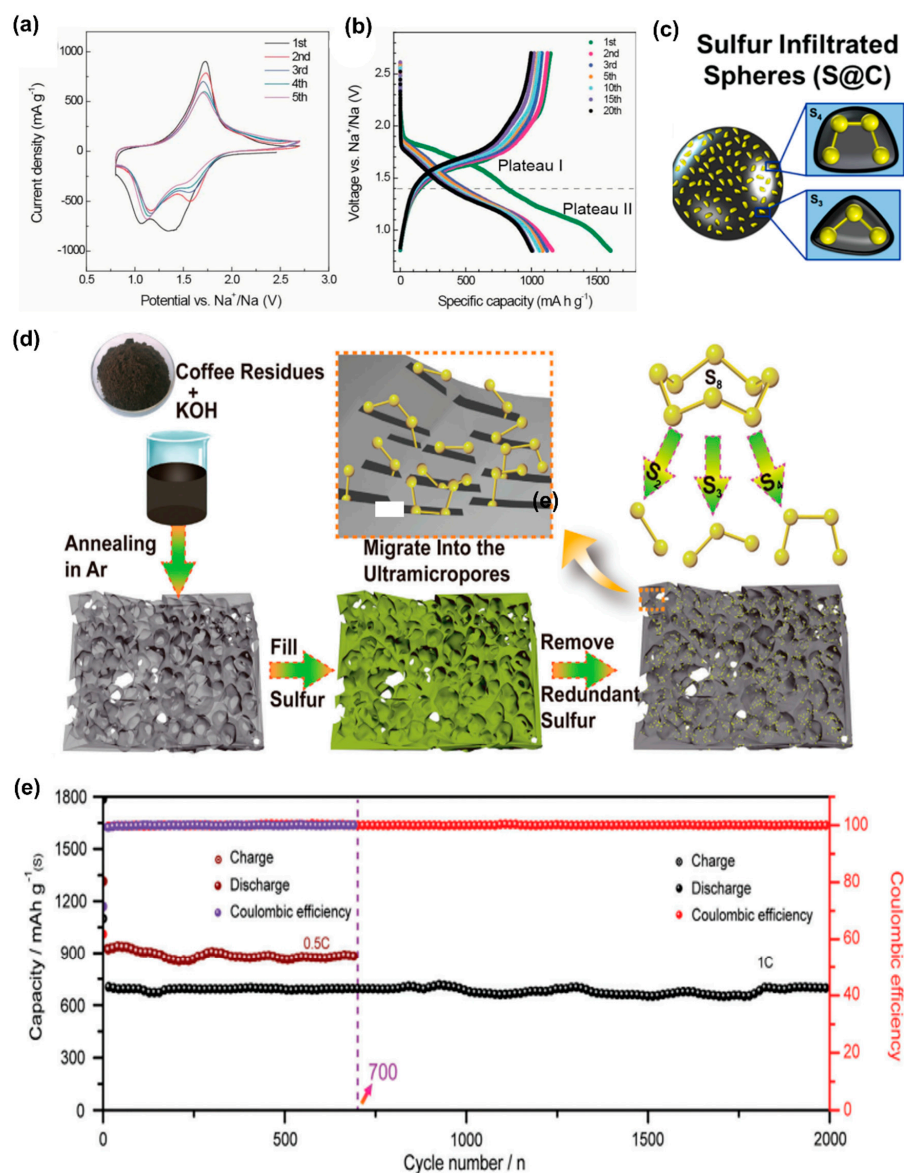 (a)
1000
500
0
-500
-1000
Current density (mA g⁻¹)
0.5
1.0
1.5
2.0
2.5
3.0
Potential vs. Na⁺/Na (V)
1st
2nd
3rd
4th
5th
(b)
2.5
2.0
1.5
1.0
Voltage vs. Na⁺/Na (V)
0
500
1000
1500
Specific capacity (mA h g⁻¹)
1st
2nd
3rd
5th
10th
15th
20th
Plateau I
Plateau II
(c)
Sulfur Infiltrated
Spheres (S@C)
S₄
S₃
(d)
Coffee Residues
+
KOH
Annealing
in Ar
Fill
Sulfur
Migrate Into the
Ultramicropores
(e)
Remove
Redundant
Sulfur
S₈
S₂
S₃
S₄
(e)
1800
1500
1200
900
600
300
0
Capacity / mAh g⁻¹(S)
Charge
Discharge
Coulombic efficiency
0.5C
Charge
Discharge
Coulombic efficiency
1C
700
100
80
60
40
20
0
Coulombic efficiency
0
500
1000
1500
2000
Cycle number / n